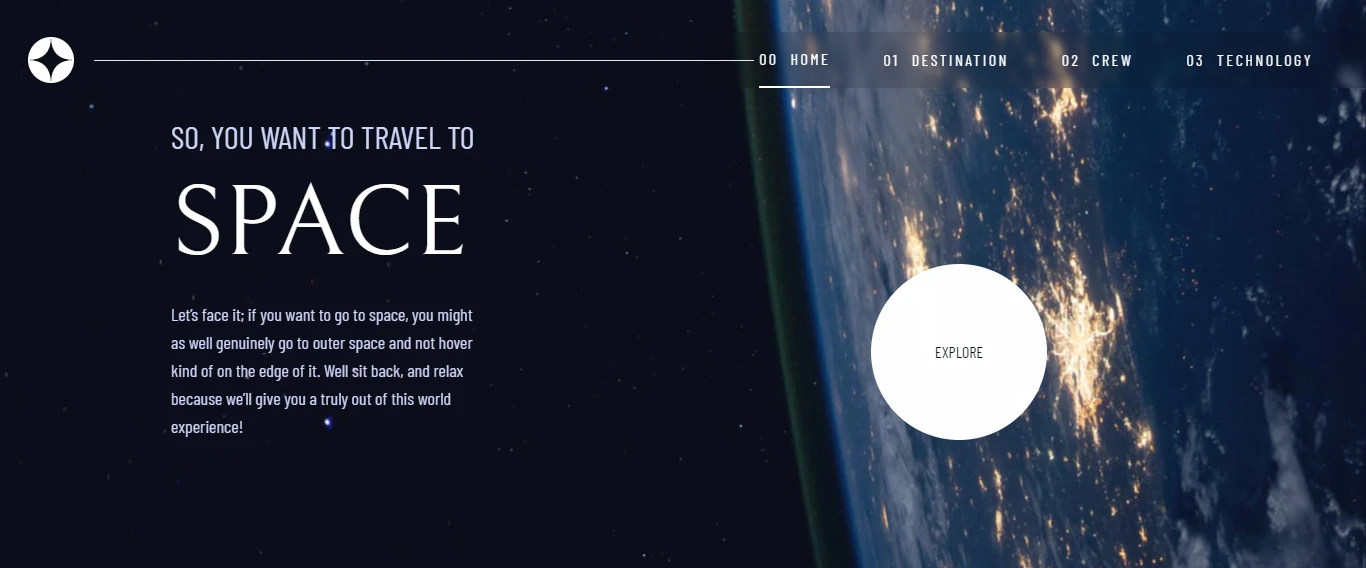 00 HOME 01 DESTINATION 02 CREW 03 TECHNOLOGY
SO, YOU WANT TO TRAVEL TO
SPACE
Let’s face it; if you want to go to space, you might
as well genuinely go to outer space and not hover
kind of on the edge of it. Well sit back, and relax
because we’ll give you a truly out of this world
experience!
EXPLORE